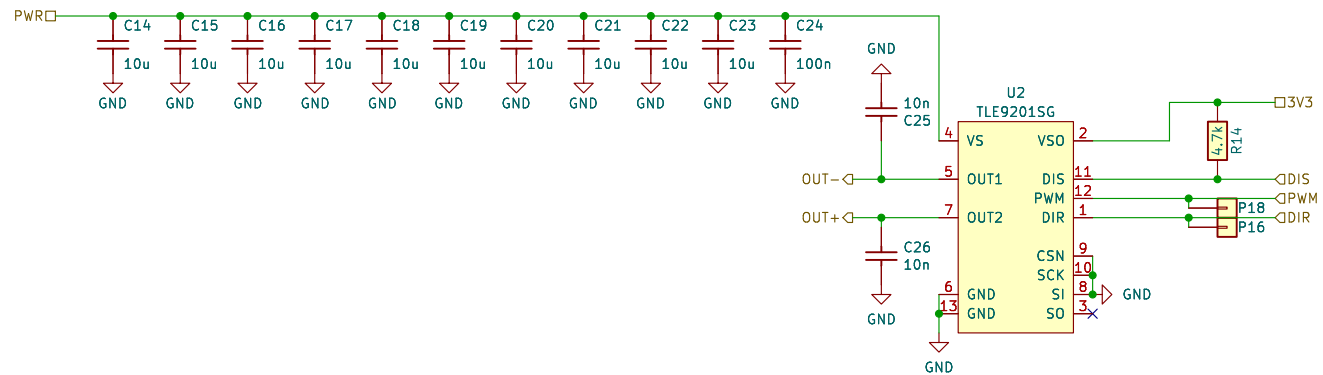 PWR
C14 C15 C16 C17 C18 C19 C20 C21 C22 C23 C24
10u 10u 10u 10u 10u 10u 10u 10u 10u 10u 100n
GND GND GND GND GND GND GND GND GND GND GND
GND
10n
C25
U2
TLE9201SG
4 VS
VSO 2
3V3
4.7k
R14
OUT-
5 OUT1
DIS 11
DIS
PWM 12
PWM
P18
OUT+
7 OUT2
DIR 1
DIR
P16
C26
10n
GND
CSN 9
SCK 10
6 GND
SI 8
GND
13 GND
SO 3
GND